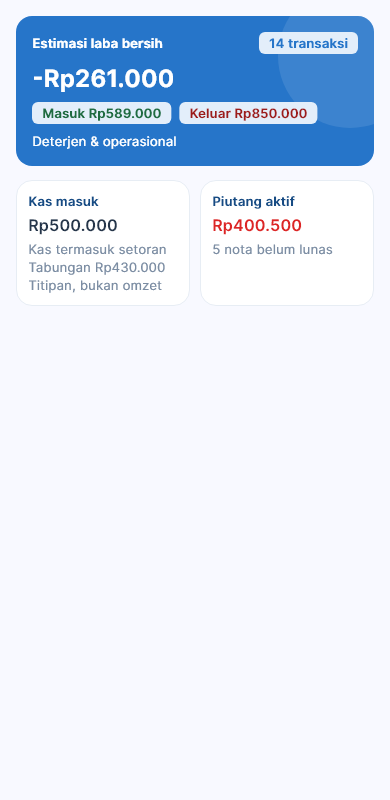 Estimasi laba bersih
14 transaksi
-Rp261.000
Masuk Rp589.000
Keluar Rp850.000
Deterjen & operasional
Kas masuk
Rp500.000
Kas termasuk setoran
Tabungan Rp430.000
Titipan, bukan omzet
Piutang aktif
Rp400.500
5 nota belum lunas